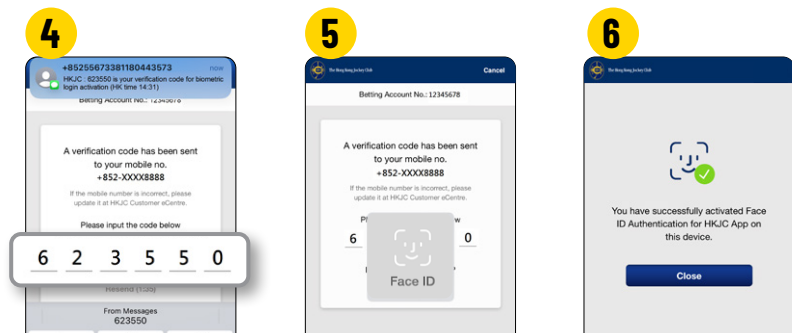 4
+85255673381180443573 now
HKJC : 623550 is your verification code for biometric
login activation (HK time 14:31)
Betting Account No.: 12345678
A verification code has been sent
to your mobile no.
+852-XXXX8888
If the mobile number is incorrect, please
update it at HKJC Customer eCentre.
Please input the code below
6 2 3 5 5 0
Resend (1:35)
From Messages
623550
5
The Hong Kong Jockey Club Cancel
Betting Account No.: 12345678
A verification code has been sent
to your mobile no.
+852-XXXX8888
If the mobile number is incorrect, please
update it at HKJC Customer eCentre.
6 0
Face ID
6
The Hong Kong Jockey Club
You have successfully activated Face
ID Authentication for HKJC App on
this device.
Close